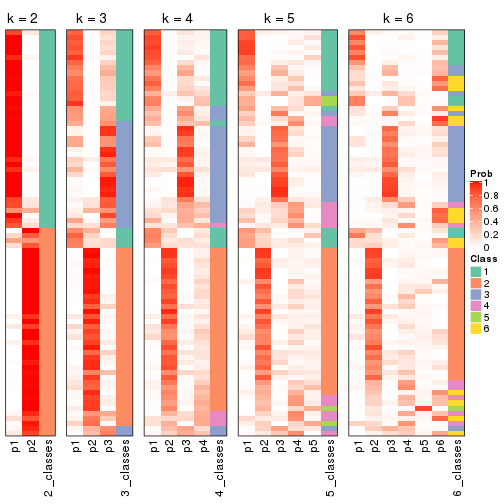 k = 2
k = 3
k = 4
k = 5
k = 6
Prob
1
0.8
0.6
0.4
0.2
0
Class
1
2
3
4
5
6
p1
p2
2_classes
p1
p2
p3
3_classes
p1
p2
p3
p4
4_classes
p1
p2
p3
p4
p5
5_classes
p1
p2
p3
p4
p5
p6
6_classes